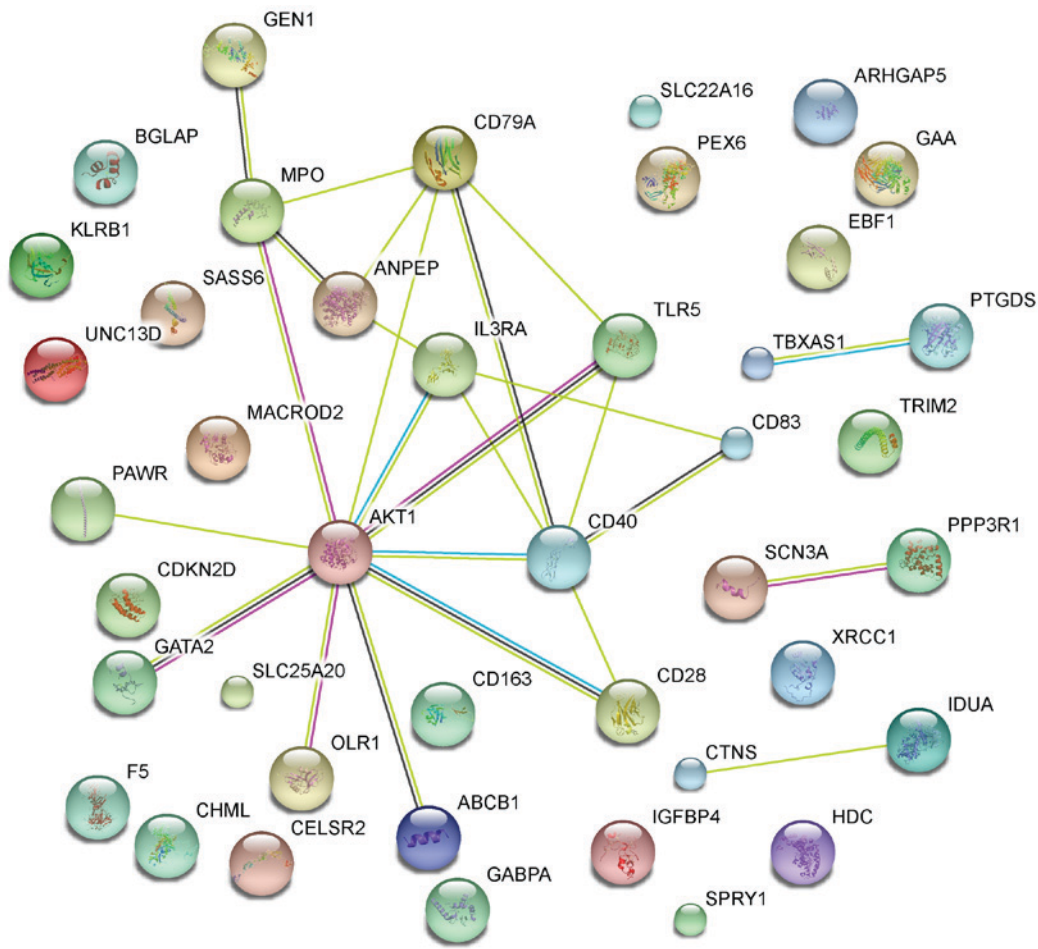 GEN1
SLC22A16
ARHGAP5
CD79A
BGLAP
PEX6
GAA
MPO
KLRB1
EBF1
SASS6
ANPEP
TLR5
PTGDS
IL3RA
UNC13D
TBXAS1
CD83
TRIM2
MACROD2
PAWR
AKT1
CD40
PPP3R1
SCN3A
CDKN2D
GATA2
XRCC1
SLC25A20
CD163
CD28
IDUA
OLR1
CTNS
F5
ABCB1
CHML
CELSR2
IGFBP4
HDC
GABPA
SPRY1